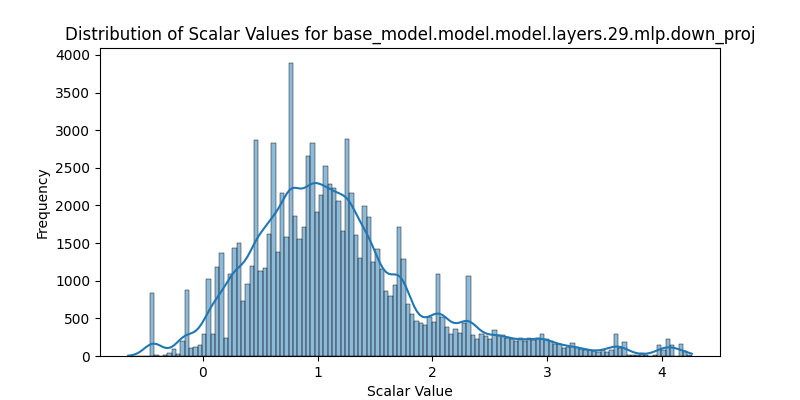 Distribution of Scalar Values for base_model.model.model.layers.29.mlp.down_proj
4000
3500
3000
2500
2000
1500
1000
500
0
Frequency
0 1 2 3 4
Scalar Value